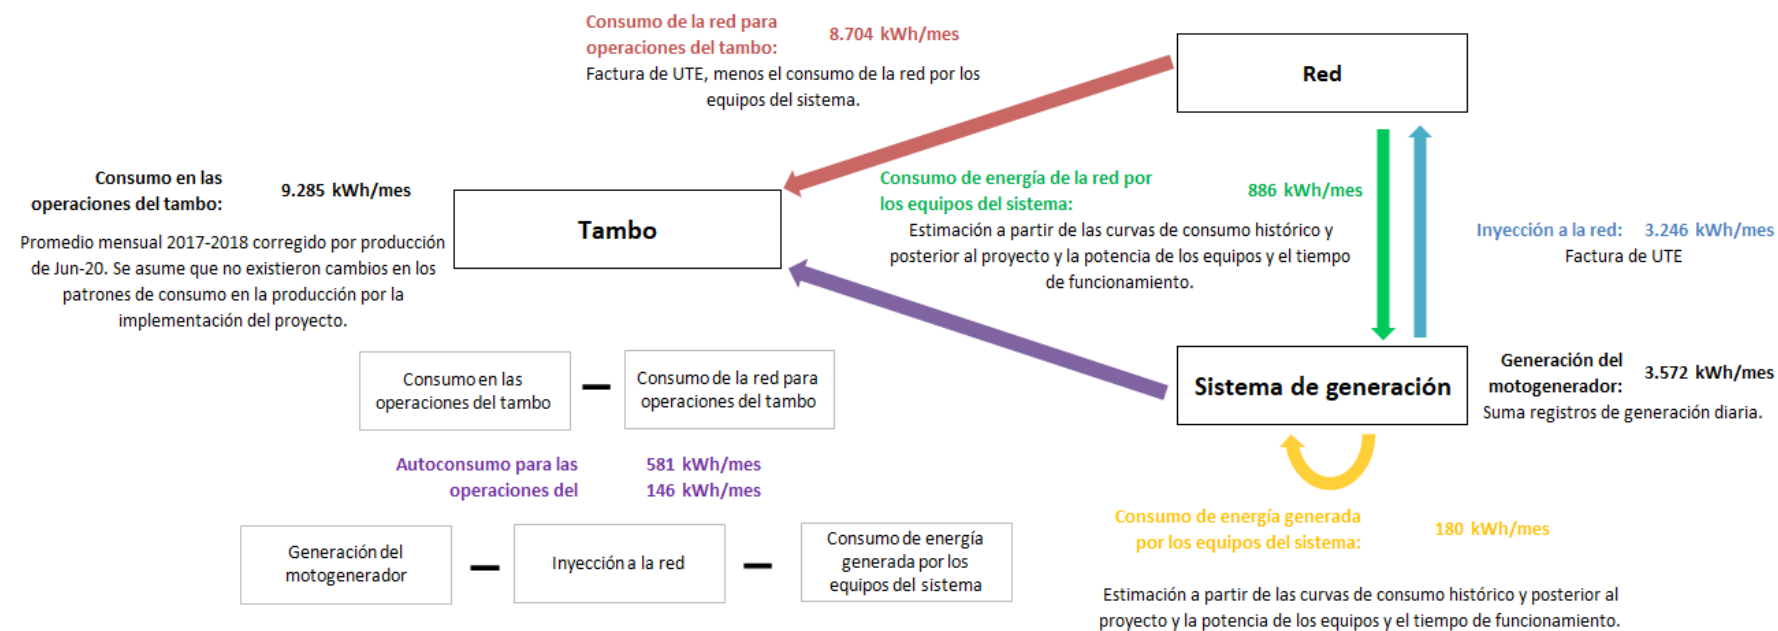 Consumo de la red para
operaciones del tambo: 8.704 kWh/mes
Factura de UTE, menos el consumo de la red por los
equipos del sistema.
Red
Consumo en las
operaciones del tambo: 9.285 kWh/mes
Promedio mensual 2017-2018 corregido por producción
de Jun-20. Se asume que no existieron cambios en los
patrones de consumo en la producción por la
implementación del proyecto.
Tambo
Consumo de energía de la red por
los equipos del sistema: 886 kWh/mes
Estimación a partir de las curvas de consumo histórico y
posterior al proyecto y la potencia de los equipos y el tiempo
de funcionamiento.
Inyección a la red: 3.246 kWh/mes
Factura de UTE
Sistema de generación
Generación del
motogenerador: 3.572 kWh/mes
Suma registros de generación diaria.
Consumo en las
operaciones del tambo
—
Consumo de la red para
operaciones del tambo
Autoconsumo para las 581 kWh/mes
operaciones del 146 kWh/mes
Generación del
motogenerador
—
Inyección a la red
—
Consumo de energía
generada por los
equipos del sistema
Consumo de energía generada
por los equipos del sistema: 180 kWh/mes
Estimación a partir de las curvas de consumo histórico y posterior al
proyecto y la potencia de los equipos y el tiempo de funcionamiento.